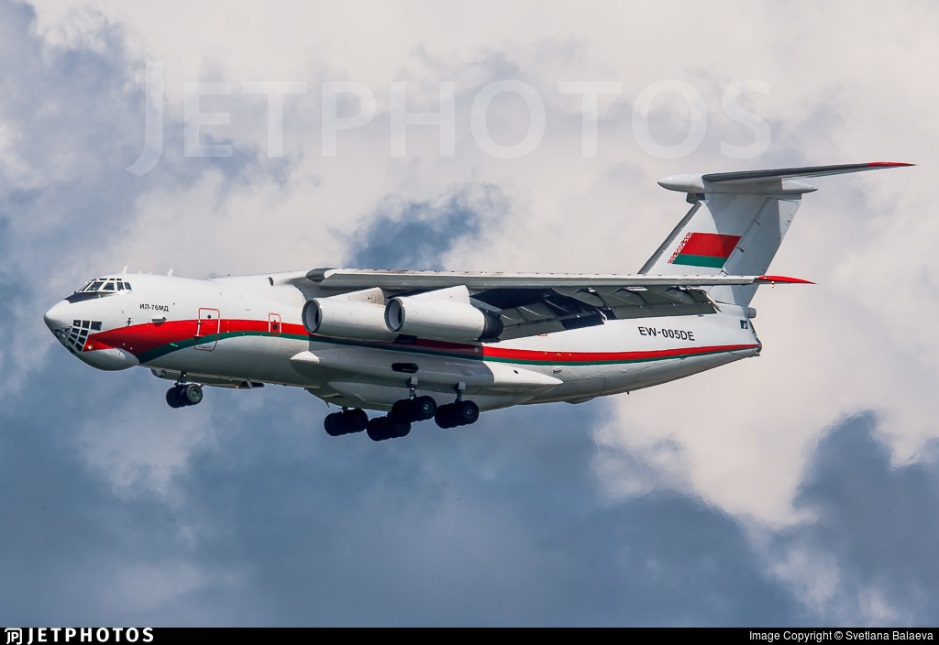 JETPHOTOS
ИЛ-76МД
EW-005DE
JETPHOTOS
Image Copyright © Svetlana Balaeva